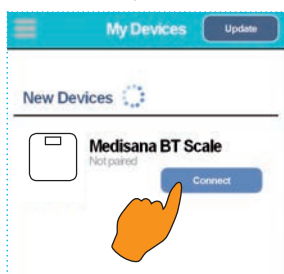 My Devices Update
New Devices
Medisana BT Scale
Not paired
Connect